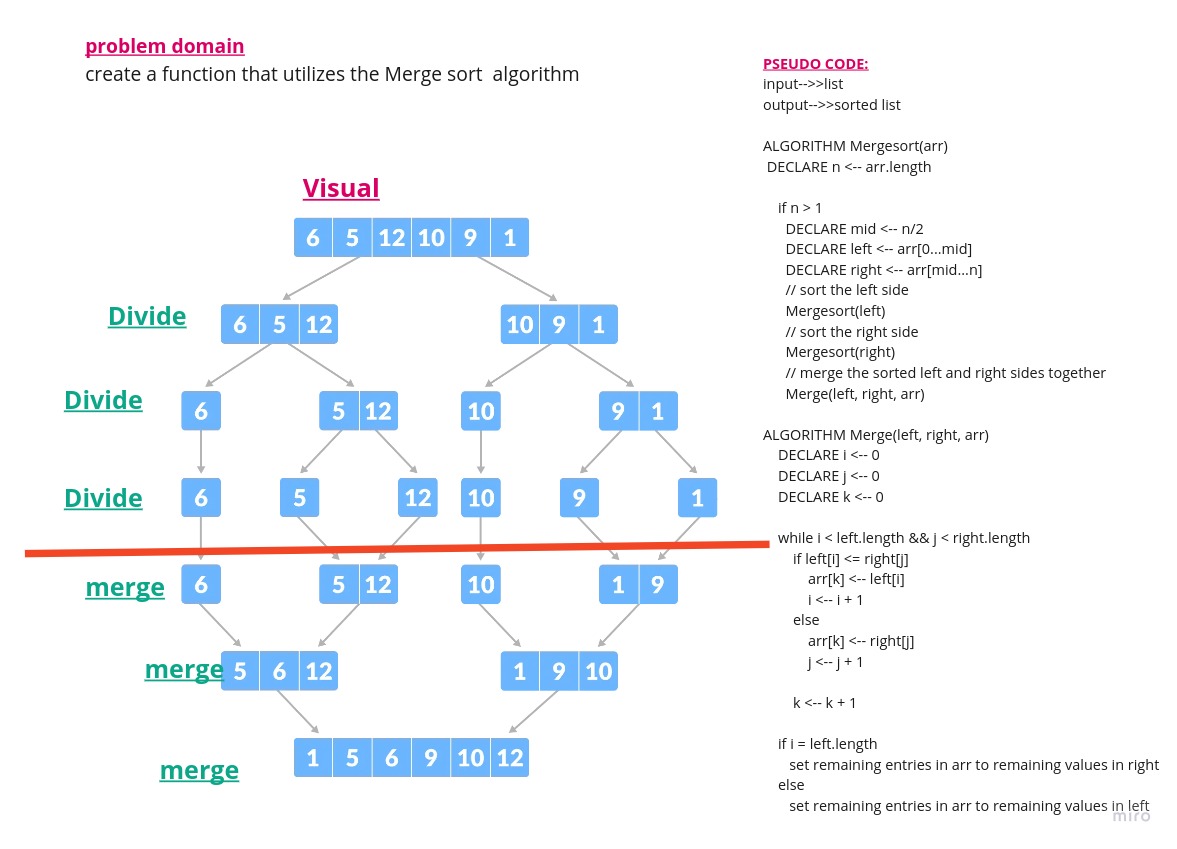 problem domain
create a function that utilizes the Merge sort algorithm
Visual
6 5 12 10 9 1
Divide
6 5 12 10 9 1
Divide
6 5 12 10 9 1
Divide
6 5 12 10 9 1
merge
6 5 12 10 1 9
merge
5 6 12 1 9 10
merge
1 5 6 9 10 12
PSEUDO CODE:
input-->>list
output-->>sorted list
ALGORITHM Mergesort(arr)
DECLARE n <-- arr.length
if n > 1
DECLARE mid <-- n/2
DECLARE left <-- arr[0...mid]
DECLARE right <-- arr[mid...n]
// sort the left side
Mergesort(left)
// sort the right side
Mergesort(right)
// merge the sorted left and right sides together
Merge(left, right, arr)
ALGORITHM Merge(left, right, arr)
DECLARE i <-- 0
DECLARE j <-- 0
DECLARE k <-- 0
while i < left.length && j < right.length
if left[i] <= right[j]
arr[k] <-- left[i]
i <-- i + 1
else
arr[k] <-- right[j]
j <-- j + 1
k <-- k + 1
if i = left.length
set remaining entries in arr to remaining values in right
else
set remaining entries in arr to remaining values in left
miro